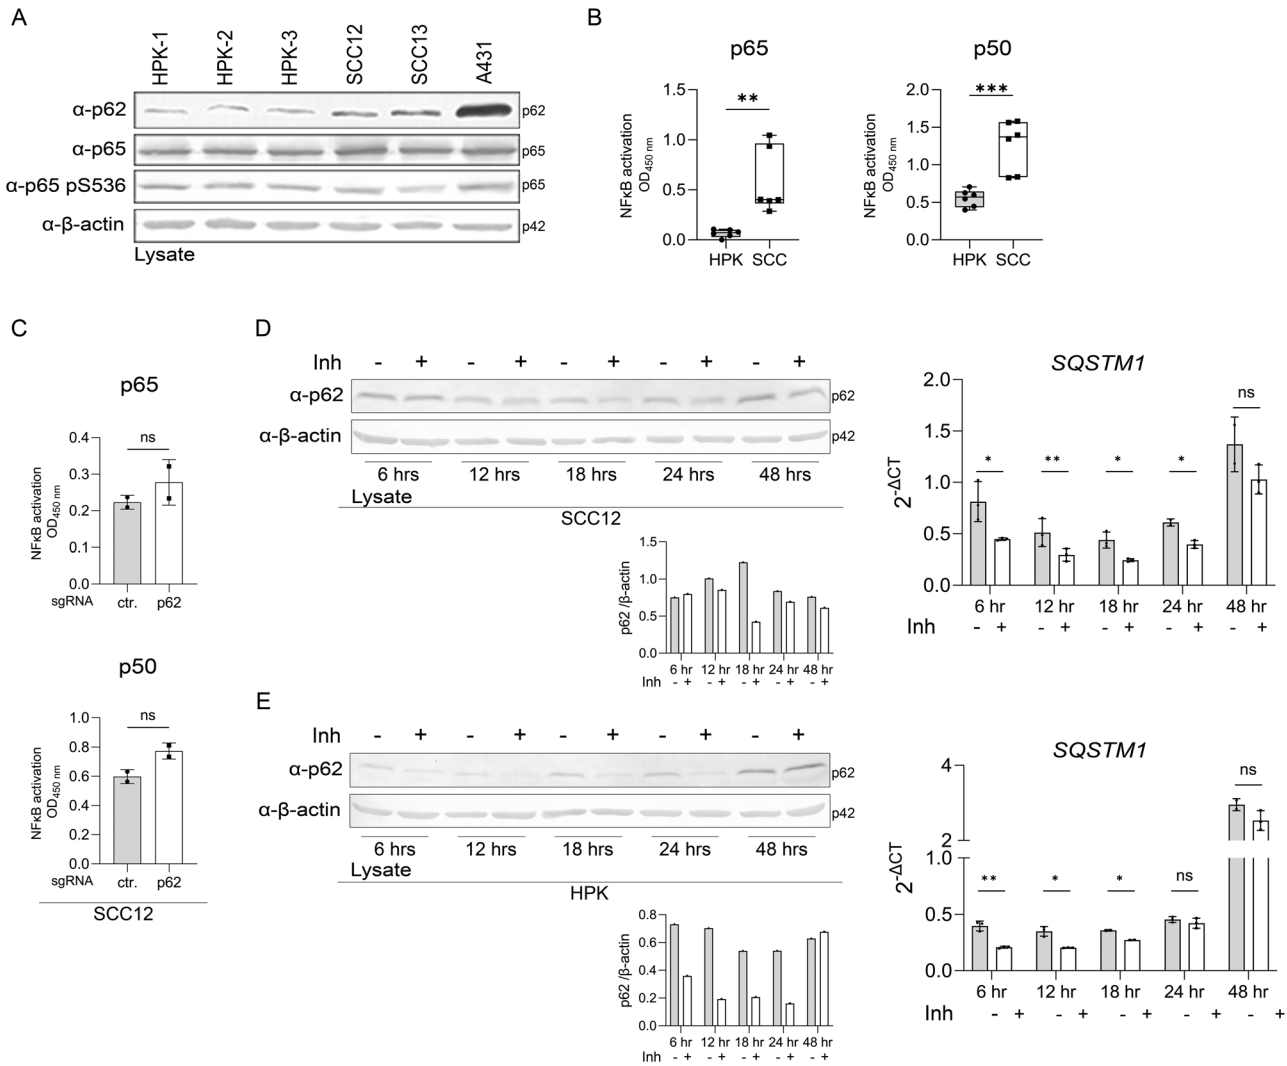 A
HPK-1
HPK-2
HPK-3
SCC12
SCC13
A431
α-p62
p62
α-p65
p65
α-p65 pS536
p65
α-β-actin
p42
Lysate
B
p65
NFκB activation
OD450 nm
1.5
1.0
0.5
0.0
**
HPK SCC
p50
NFκB activation
OD450 nm
2.0
1.5
1.0
0.5
0.0
***
HPK SCC
C
p65
NFκB activation
OD450 nm
0.4
0.3
0.2
0.1
0.0
ns
sgRNA ctr. p62
p50
NFκB activation
OD450 nm
1.0
0.8
0.6
0.4
0.2
0.0
ns
sgRNA ctr. p62
SCC12
D
Inh - + - + - + - + - +
α-p62
p62
α-β-actin
p42
6 hrs 12 hrs 18 hrs 24 hrs 48 hrs
Lysate
SCC12
p62 /β-actin
1.5
1.0
0.5
0.0
6 hr 12 hr 18 hr 24 hr 48 hr
Inh - + - + - + - + - +
SQSTM1
2-ΔCT
2.0
1.5
1.0
0.5
0.0
* ** * * ns
6 hr 12 hr 18 hr 24 hr 48 hr
Inh - + - + - + - + - +
E
Inh - + - + - + - + - +
α-p62
p62
α-β-actin
p42
6 hrs 12 hrs 18 hrs 24 hrs 48 hrs
Lysate
HPK
p62 /β-actin
0.8
0.6
0.4
0.2
0.0
6 hr 12 hr 18 hr 24 hr 48 hr
Inh - + - + - + - + - +
SQSTM1
2-ΔCT
4
2
1.0
0.5
0.0
** * * ns ns
6 hr 12 hr 18 hr 24 hr 48 hr
Inh - + - + - + - + - +